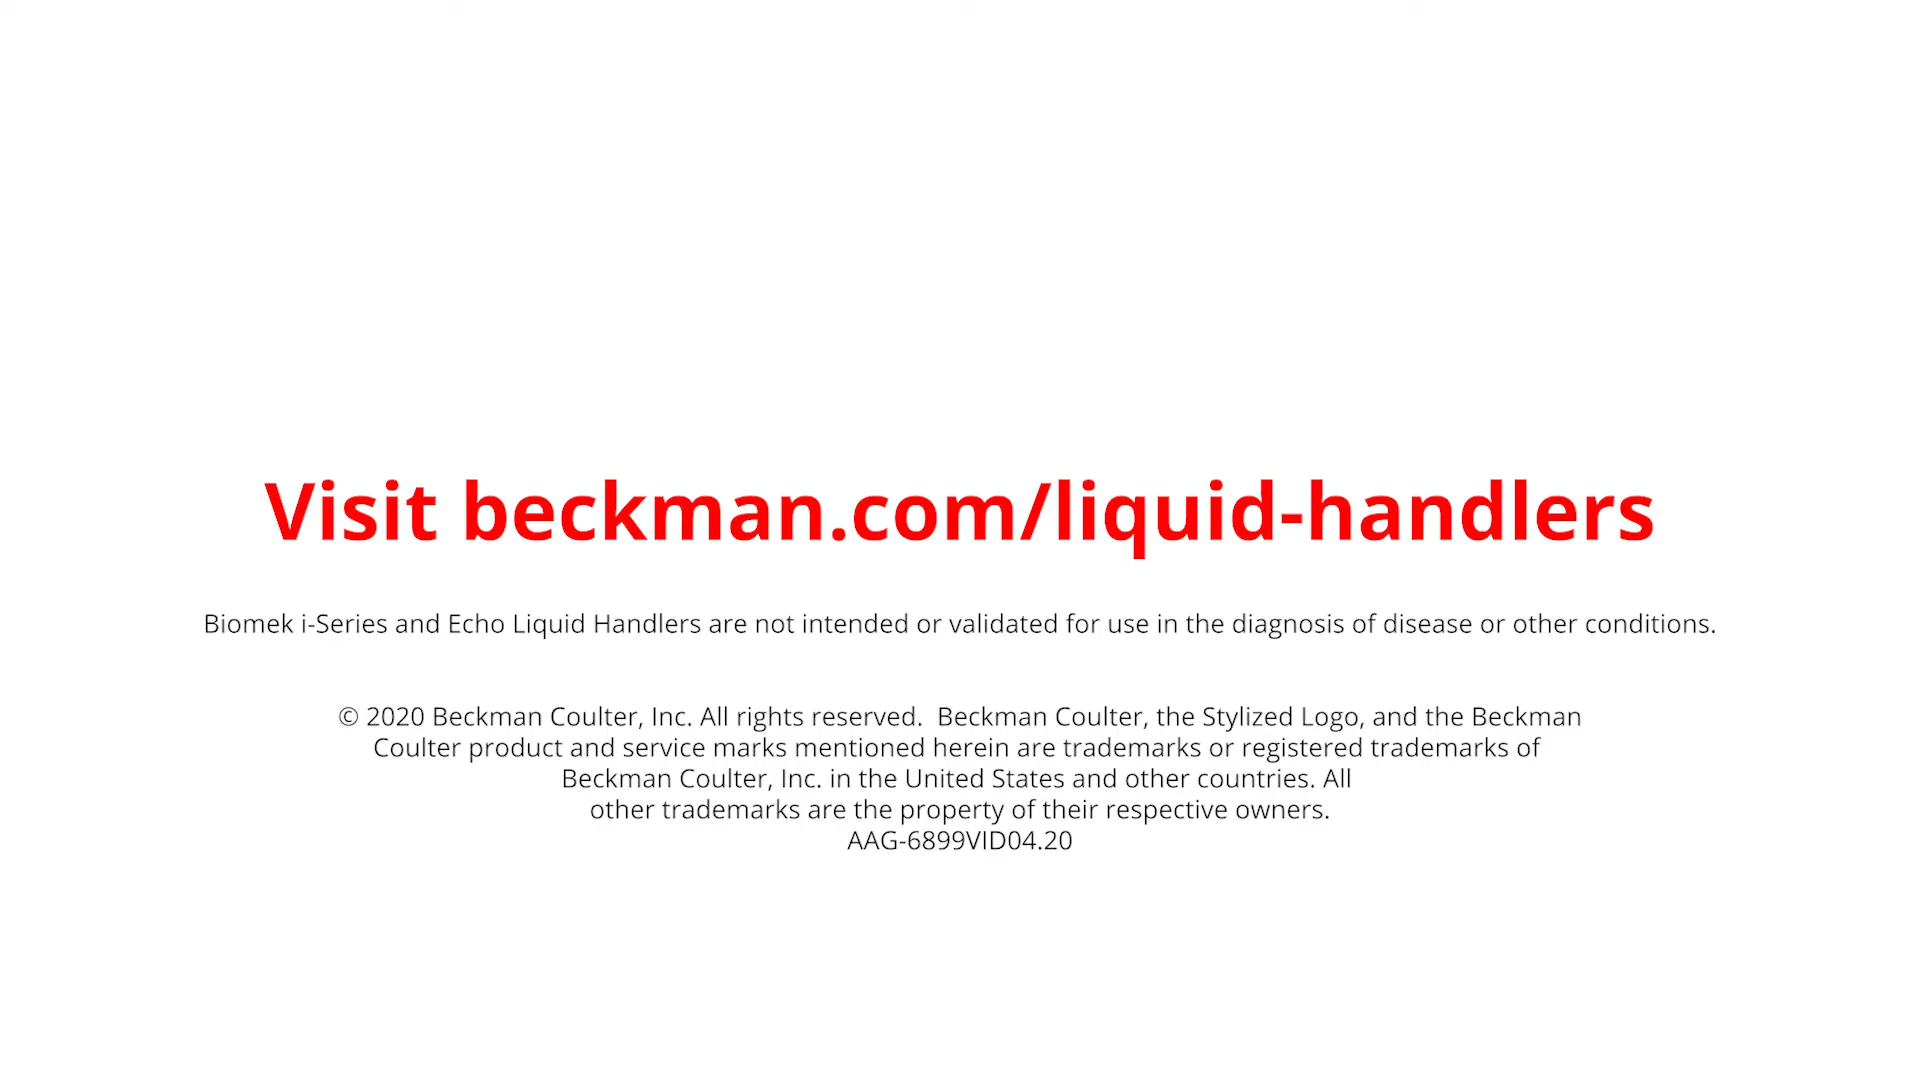 Visit beckman.com/liquid-handlers
Biomek i-Series and Echo Liquid Handlers are not intended or validated for use in the diagnosis of disease or other conditions.
© 2020 Beckman Coulter, Inc. All rights reserved.  Beckman Coulter, the Stylized Logo, and the Beckman
Coulter product and service marks mentioned herein are trademarks or registered trademarks of
Beckman Coulter, Inc. in the United States and other countries. All
other trademarks are the property of their respective owners.
AAG-6899VID04.20